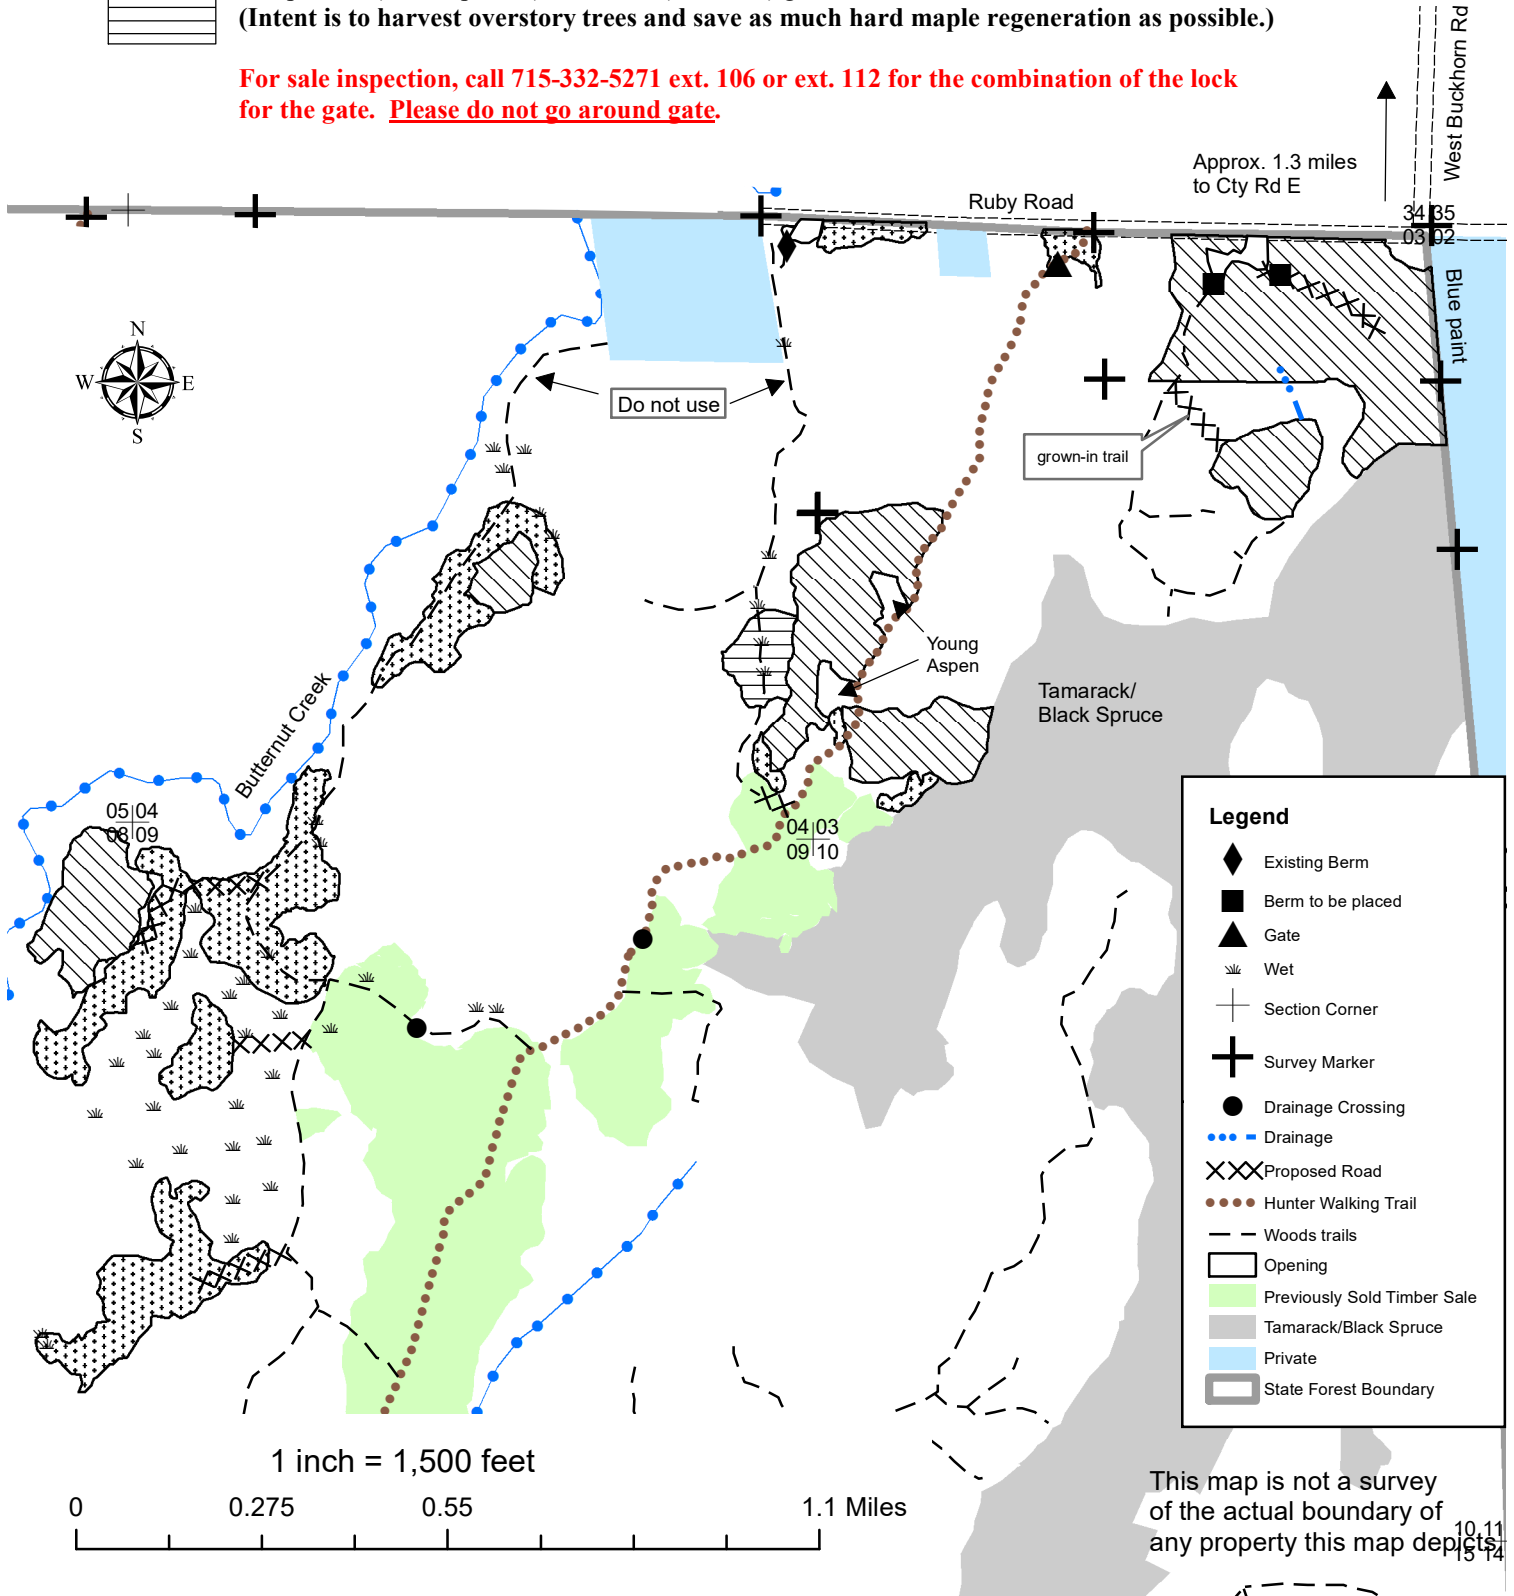 (Intent is to harvest overstory trees and save as much hard maple regeneration as possible.)
For sale inspection, call 715-332-5271 ext. 106 or ext. 112 for the combination of the lock
for the gate. Please do not go around gate.
West Buckhorn Rd
Approx. 1.3 miles
to Cty Rd E
Ruby Road
34 35
03 02
Blue paint
N
W E
S
Do not use
grown-in trail
Young
Aspen
Tamarack/
Black Spruce
Butternut Creek
05 04
08 09
04 03
09 10
Legend
Existing Berm
Berm to be placed
Gate
Wet
Section Corner
Survey Marker
Drainage Crossing
Drainage
Proposed Road
Hunter Walking Trail
Woods trails
Opening
Previously Sold Timber Sale
Tamarack/Black Spruce
Private
State Forest Boundary
1 inch = 1,500 feet
0 0.275 0.55 1.1 Miles
This map is not a survey
of the actual boundary of
any property this map depicts.
10 11
15 14